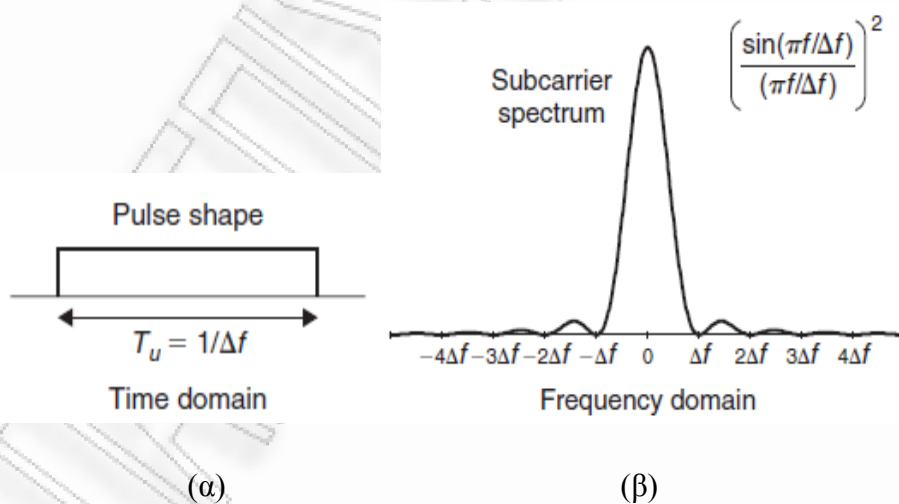 Pulse shape
T_u = 1/Δf
Time domain
(α)
Subcarrier
spectrum
(sin(πf/Δf)/(πf/Δf))²
−4Δf −3Δf −2Δf −Δf 0 Δf 2Δf 3Δf 4Δf
Frequency domain
(β)